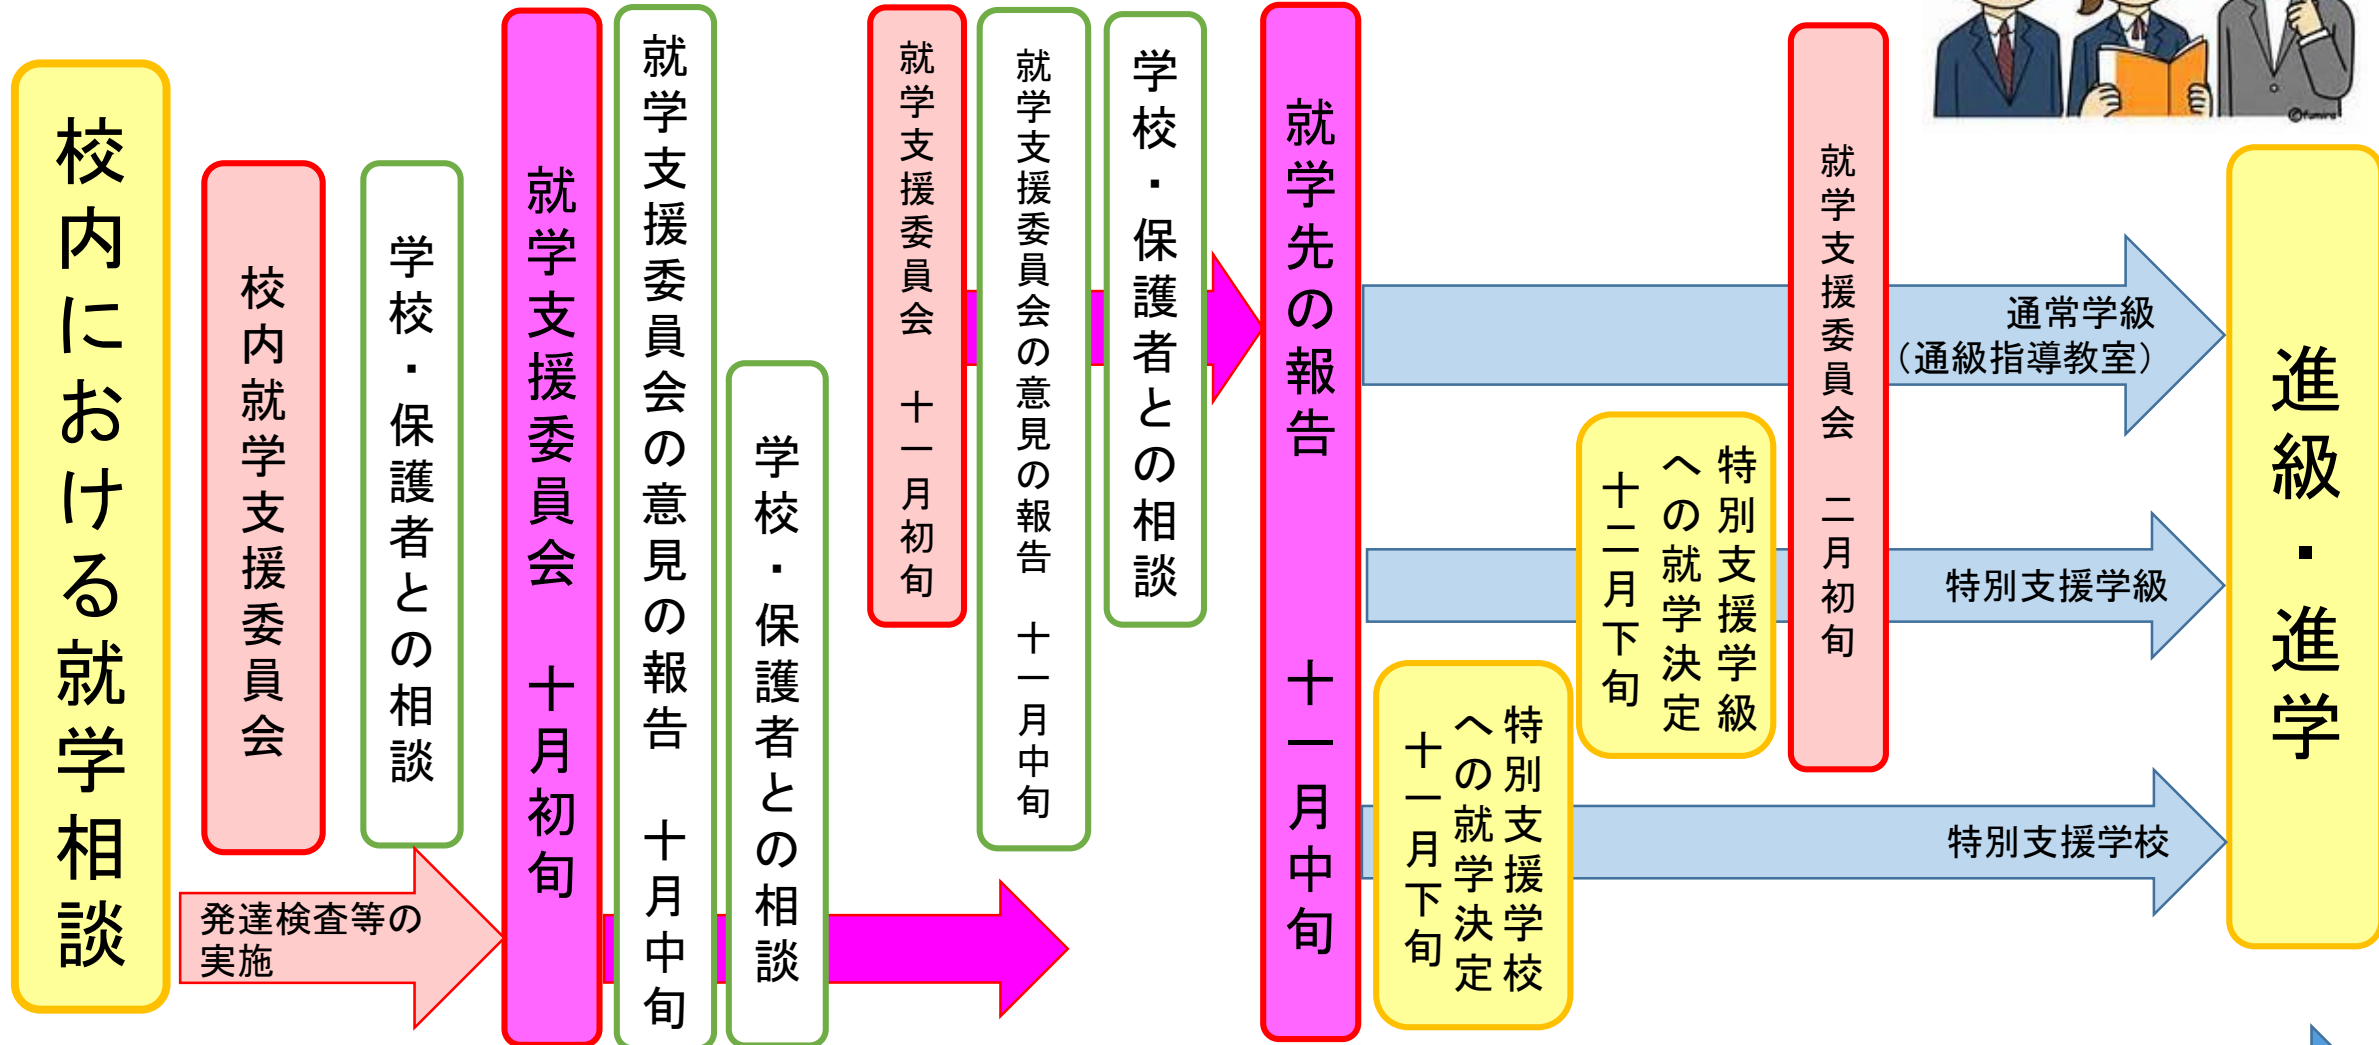 校内における就学相談
校内就学支援委員会
学校・保護者との相談
発達検査等の
実施
就学支援委員会　十月初旬
就学支援委員会の意見の報告　十月中旬
学校・保護者との相談
就学支援委員会　十一月初旬
就学支援委員会の意見の報告　十一月中旬
学校・保護者との相談
就学先の報告　十一月中旬
特別支援学校
への就学決定
十一月下旬
特別支援学級
への就学決定
十二月下旬
就学支援委員会　二月初旬
通常学級
（通級指導教室）
特別支援学級
特別支援学校
進級・進学
©fumira